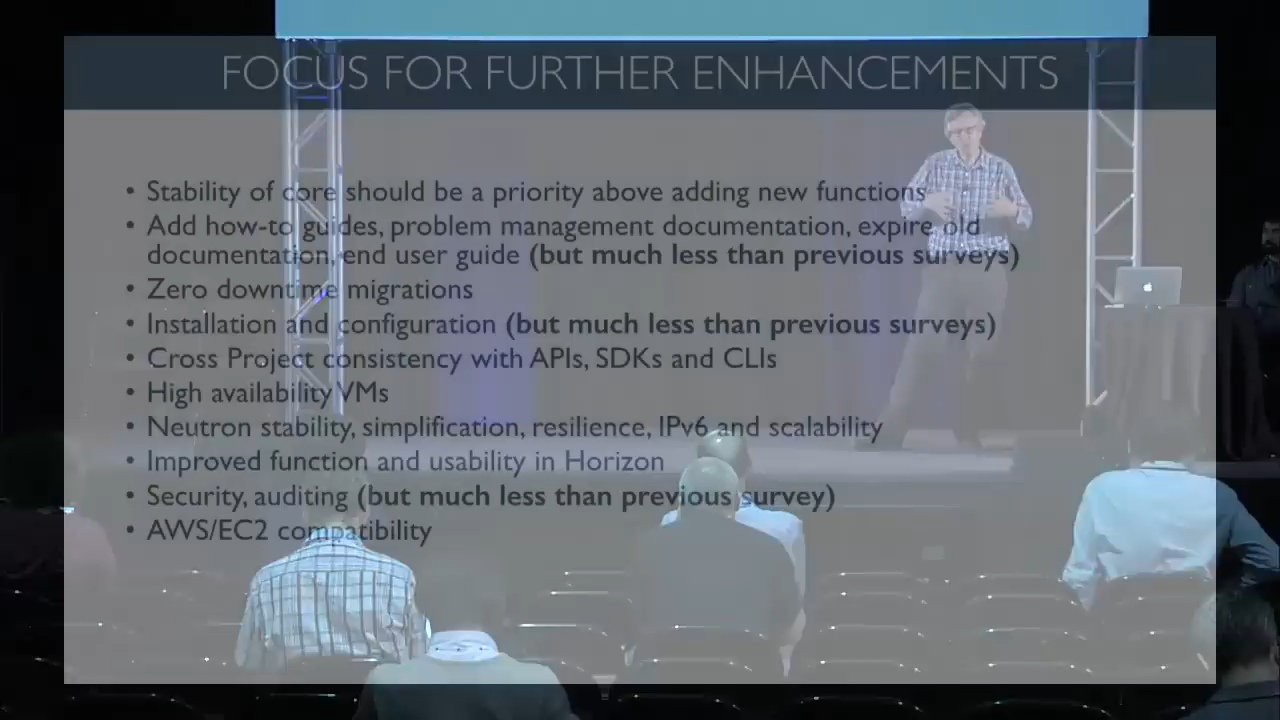 FOCUS FOR FURTHER ENHANCEMENTS
• Stability of core should be a priority above adding new functions
• Add how-to guides, problem management documentation, expire old
documentation, end user guide (but much less than previous surveys)
• Zero downtime migrations
• Installation and configuration (but much less than previous surveys)
• Cross Project consistency with APIs, SDKs and CLIs
• High availability VMs
• Neutron stability, simplification, resilience, IPv6 and scalability
• Improved function and usability in Horizon
• Security, auditing (but much less than previous survey)
• AWS/EC2 compatibility